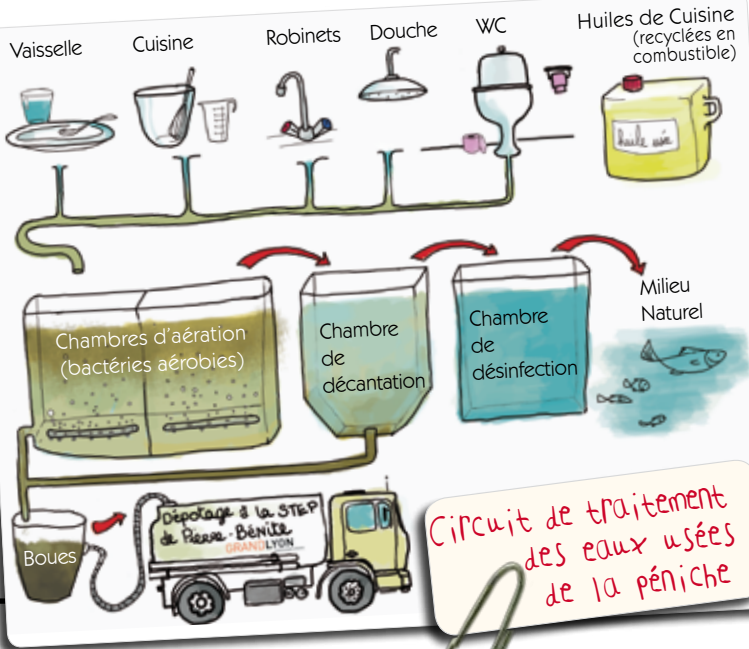 Vaisselle
Cuisine
Robinets
Douche
WC
Huiles de Cuisine
(recyclées en
combustible)
huile usée
Chambres d'aération
(bactéries aérobies)
Chambre
de
décantation
Chambre
de
désinfection
Milieu
Naturel
Boues
Dépotage à la STEP
de Pierre-Bénite
GRANDLYON
Circuit de traitement
des eaux usées
de la péniche